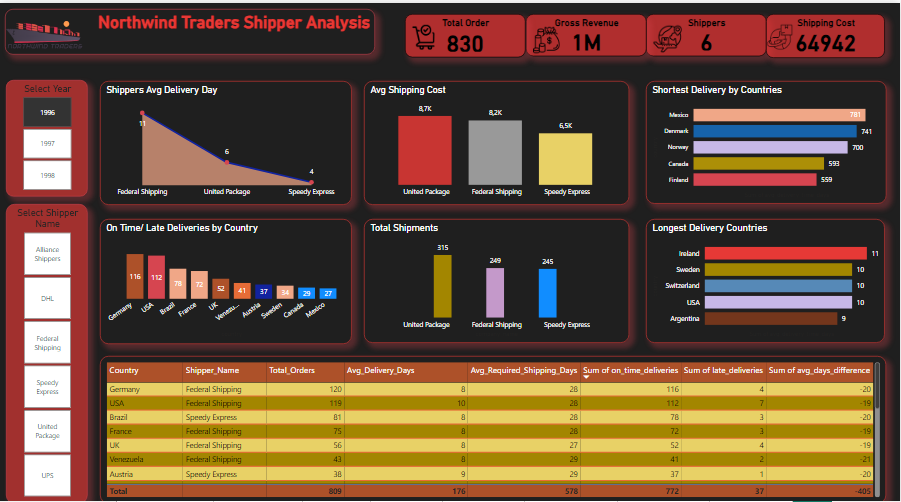 Northwind Traders Shipper Analysis
NORTHWIND TRADERS
Total Order
830
Gross Revenue
1M
Shippers
6
Shipping Cost
64942
Select Year
1996
1997
1998
Select Shipper
Name
Alliance
Shippers
DHL
Federal
Shipping
Speedy
Express
United
Package
UPS
Shippers Avg Delivery Day
11
6
4
Federal Shipping United Package Speedy Express
Avg Shipping Cost
8,7K
8,2K
6,5K
United Package Federal Shipping Speedy Express
Shortest Delivery by Countries
Mexico 781
Denmark 741
Norway 700
Canada 593
Finland 559
On Time/ Late Deliveries by Country
116 112 78 72 52 41 37 34 29 27
Germany USA Brazil France UK Venezu... Austria Sweden Canada Mexico
Total Shipments
315
249
245
United Package Federal Shipping Speedy Express
Longest Delivery Countries
Ireland 11
Sweden 10
Switzerland 10
USA 10
Argentina 9
Country Shipper_Name Total_Orders Avg_Delivery_Days Avg_Required_Shipping_Days Sum of on_time_deliveries Sum of late_deliveries Sum of avg_days_difference
Germany Federal Shipping 120 8 28 116 4 -20
USA Federal Shipping 119 10 28 112 7 -19
Brazil Speedy Express 81 8 28 78 3 -20
France Federal Shipping 75 8 28 72 3 -19
UK Federal Shipping 56 8 27 52 4 -19
Venezuela Federal Shipping 43 8 29 41 2 -21
Austria Speedy Express 38 9 29 37 1 -20
Total 809 176 578 772 37 -405